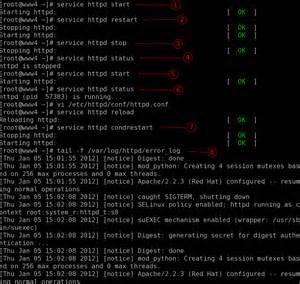 [root@www4 ~]# service httpd start 1
Starting httpd: [ OK ]
[root@www4 ~]# service httpd restart 2
Stopping httpd: [ OK ]
Starting httpd: [ OK ]
[root@www4 ~]# service httpd stop 3
Stopping httpd: [ OK ]
[root@www4 ~]# service httpd status 4
httpd is stopped
[root@www4 ~]# service httpd start 5
Starting httpd: [ OK ]
[root@www4 ~]# service httpd status 6
httpd (pid 57383) is running...
[root@www4 ~]# vi /etc/httpd/conf/httpd.conf
[root@www4 ~]# service httpd reload
Reloading httpd: [ OK ]
[root@www4 ~]# service httpd condrestart 7
Stopping httpd: [ OK ]
Starting httpd: [ OK ]
[root@www4 ~]# tail -f /var/log/httpd/error_log 8
[Thu Jan 05 15:01:55 2012] [notice] Digest: done
[Thu Jan 05 15:01:55 2012] [notice] mod_python: Creating 4 session mutexes bas
ed on 256 max processes and 0 max threads.
[Thu Jan 05 15:01:55 2012] [notice] Apache/2.2.3 (Red Hat) configured -- resum
ing normal operations
[Thu Jan 05 15:02:08 2012] [notice] caught SIGTERM, shutting down
[Thu Jan 05 15:02:08 2012] [notice] SELinux policy enabled; httpd running as c
ontext root:system_r:httpd_t:s0
[Thu Jan 05 15:02:08 2012] [notice] suEXEC mechanism enabled (wrapper: /usr/sb
in/suexec)
[Thu Jan 05 15:02:08 2012] [notice] Digest: generating secret for digest authe
ntication ...
[Thu Jan 05 15:02:08 2012] [notice] Digest: done
[Thu Jan 05 15:02:08 2012] [notice] mod_python: Creating 4 session mutexes bas
ed on 256 max processes and 0 max threads.
[Thu Jan 05 15:02:08 2012] [notice] Apache/2.2.3 (Red Hat) configured -- resum
ing normal operations